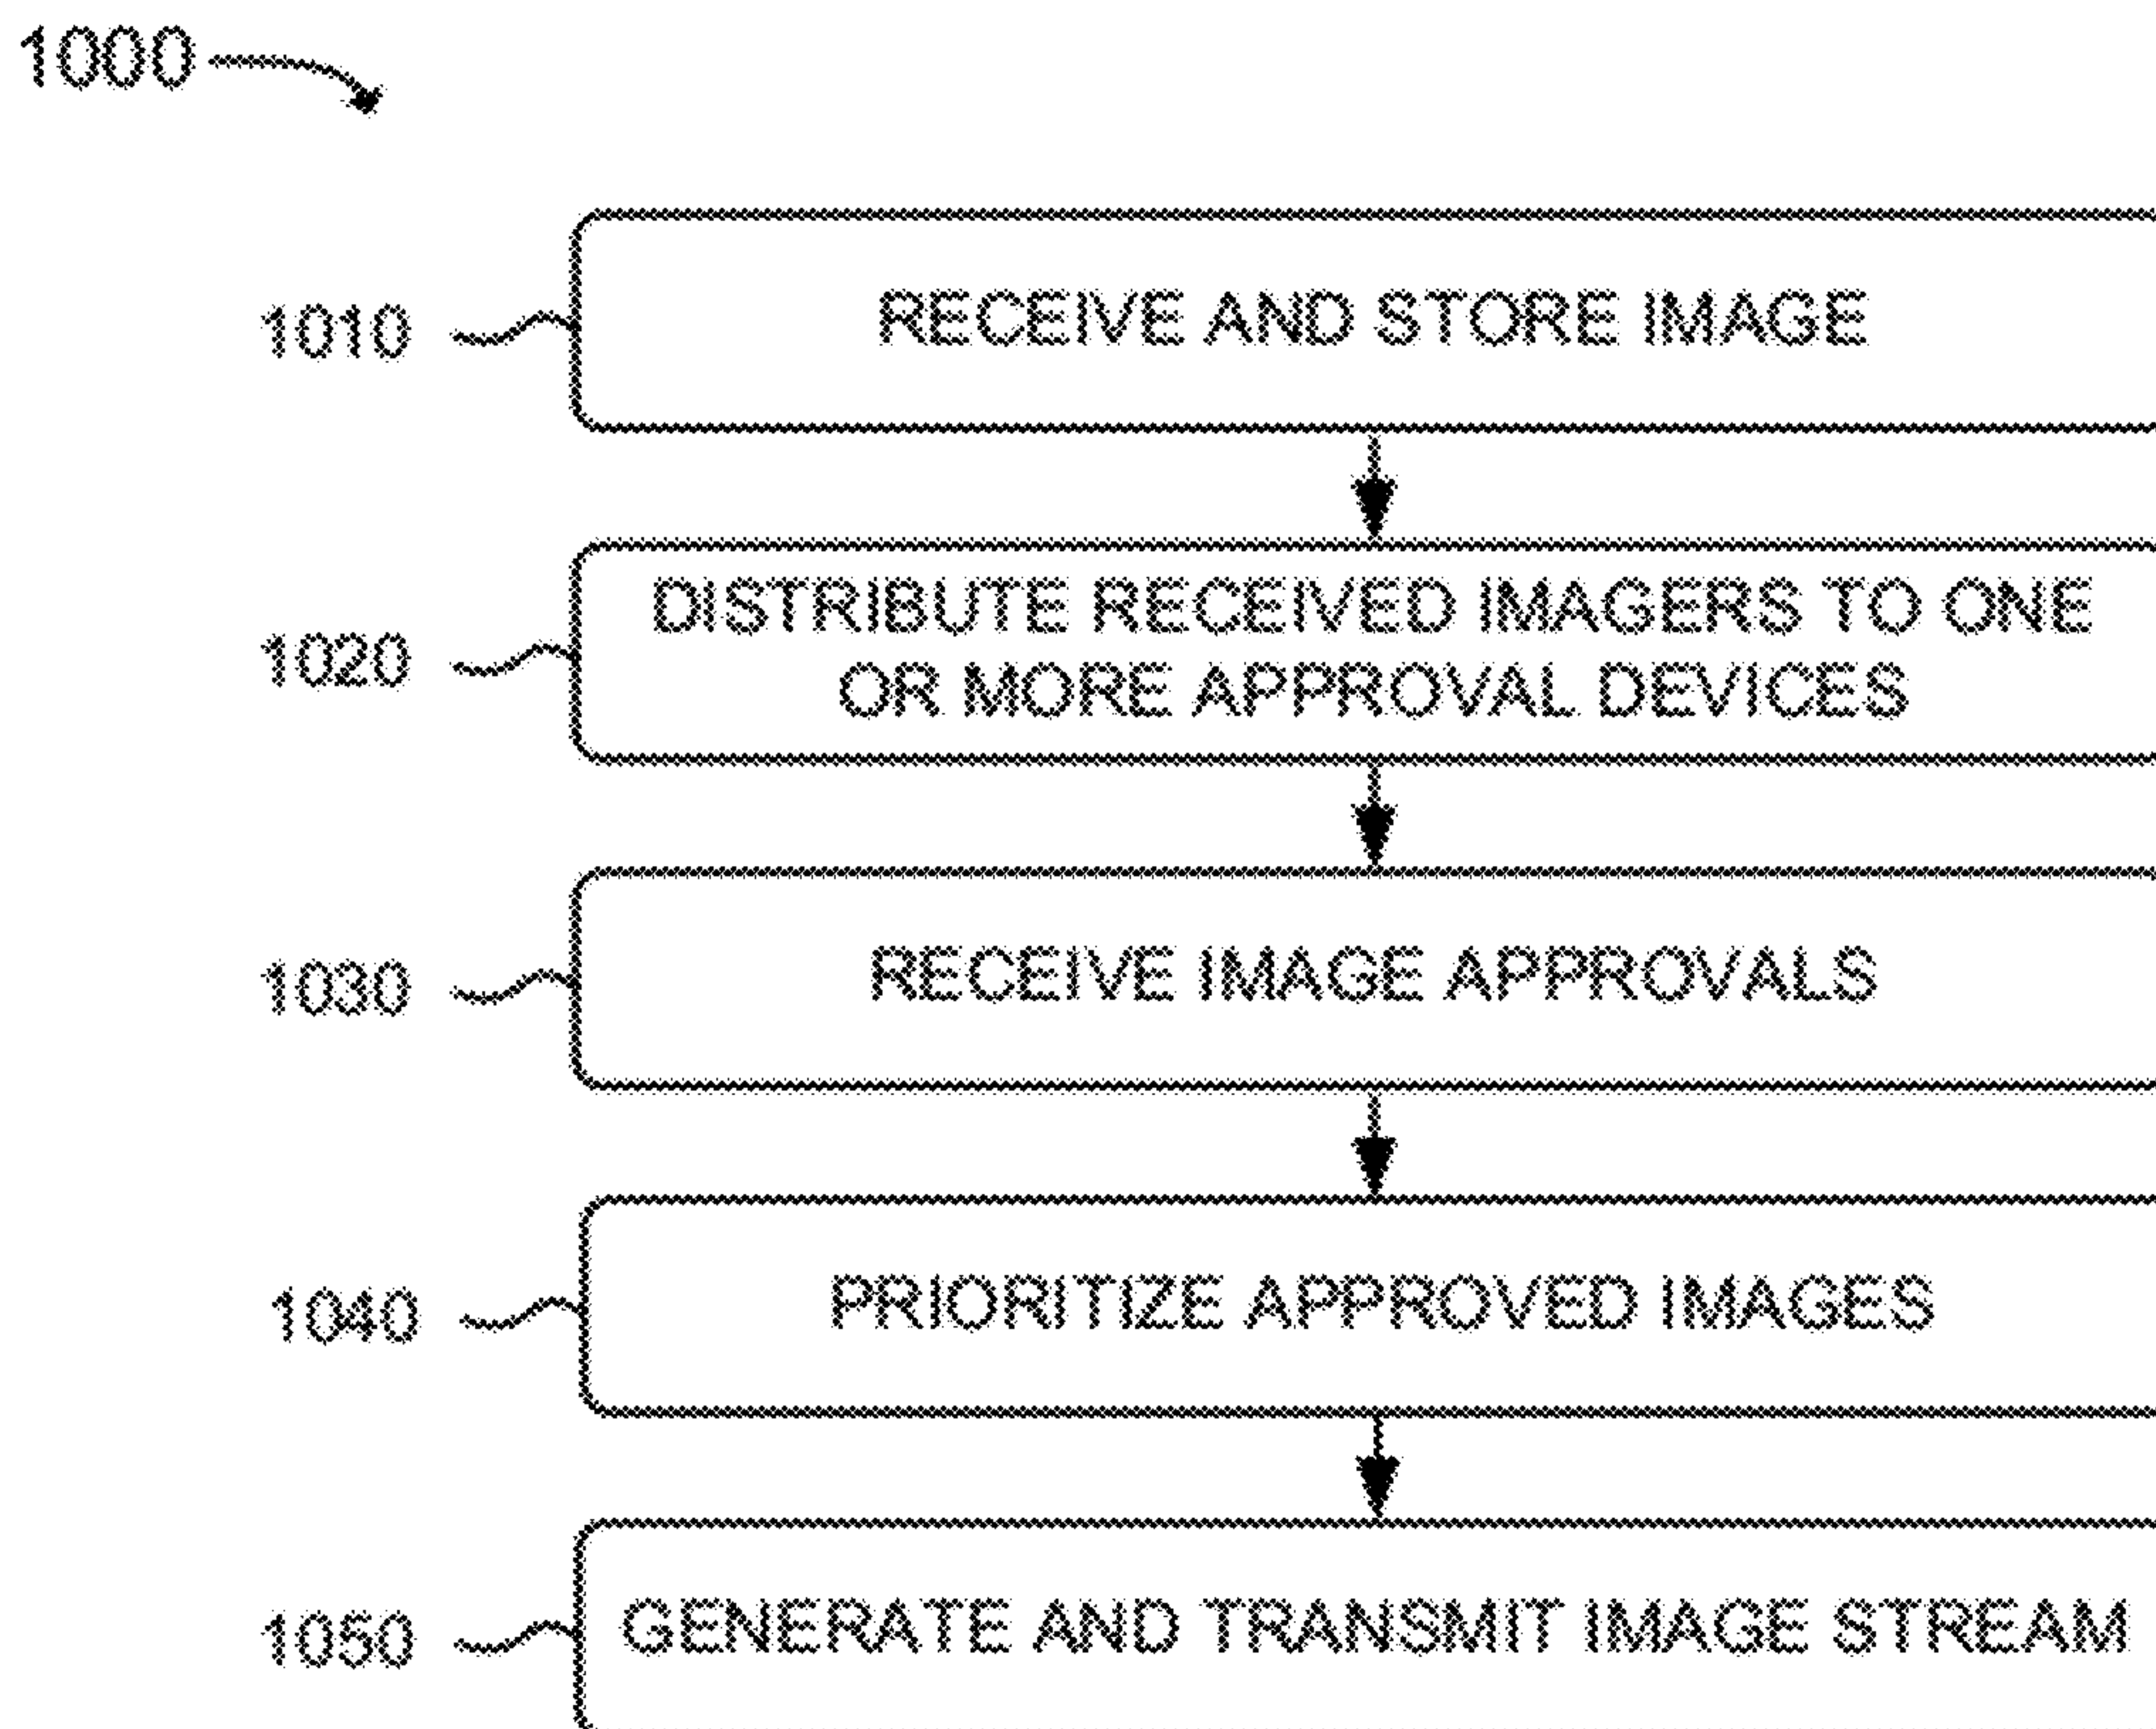 1000
1010
RECEIVE AND STORE IMAGE
1020
DISTRIBUTE RECEIVED IMAGERS TO ONE
OR MORE APPROVAL DEVICES
1030
RECEIVE IMAGE APPROVALS
1040
PRIORITIZE APPROVED IMAGES
1050
GENERATE AND TRANSMIT IMAGE STREAM